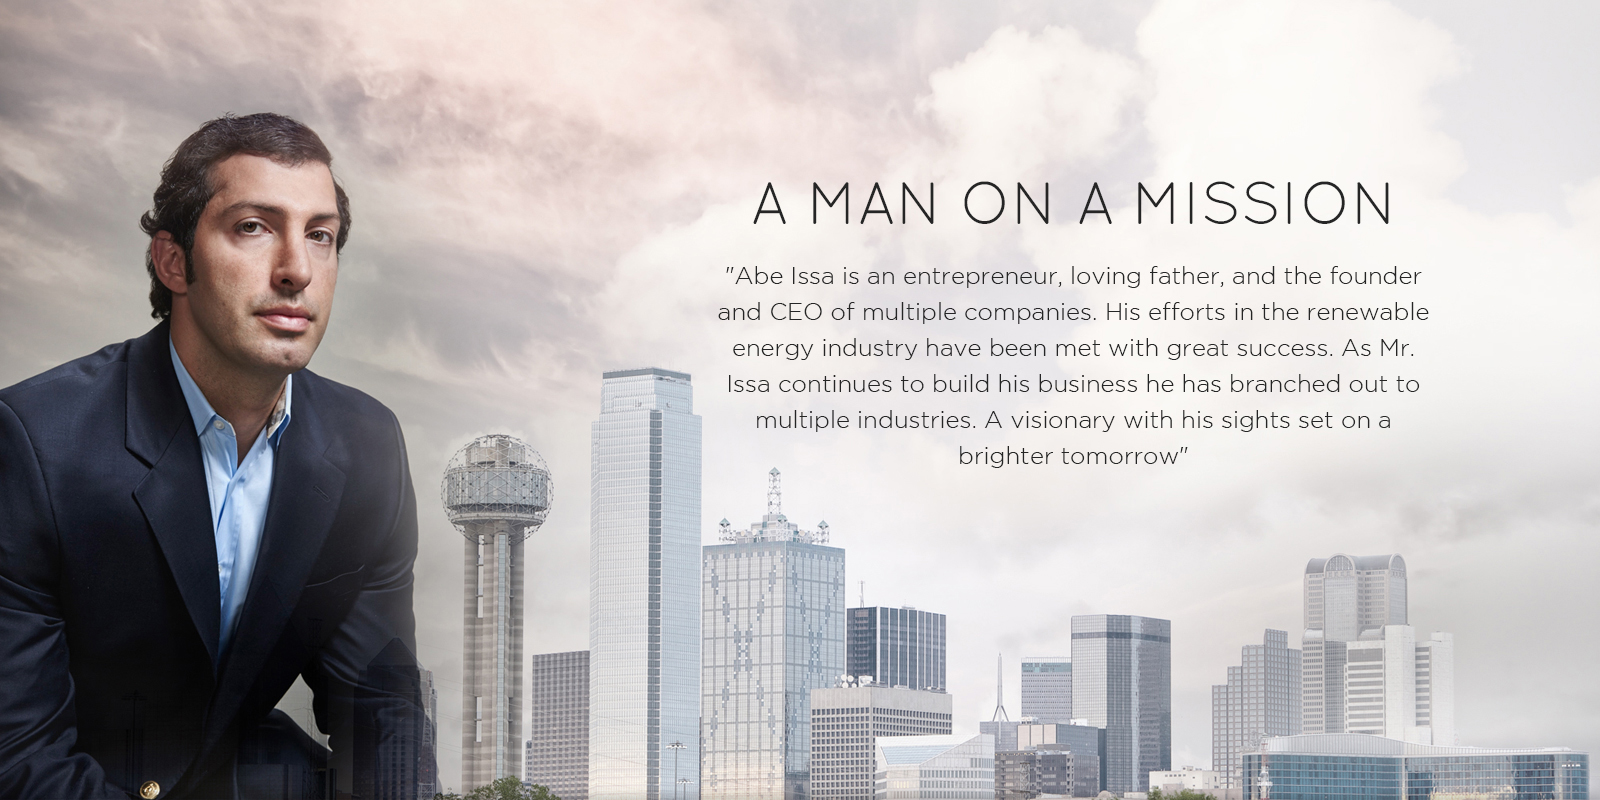 A MAN ON A MISSION
"Abe Issa is an entrepreneur, loving father, and the founder
and CEO of multiple companies. His efforts in the renewable
energy industry have been met with great success. As Mr.
Issa continues to build his business he has branched out to
multiple industries. A visionary with his sights set on a
brighter tomorrow"